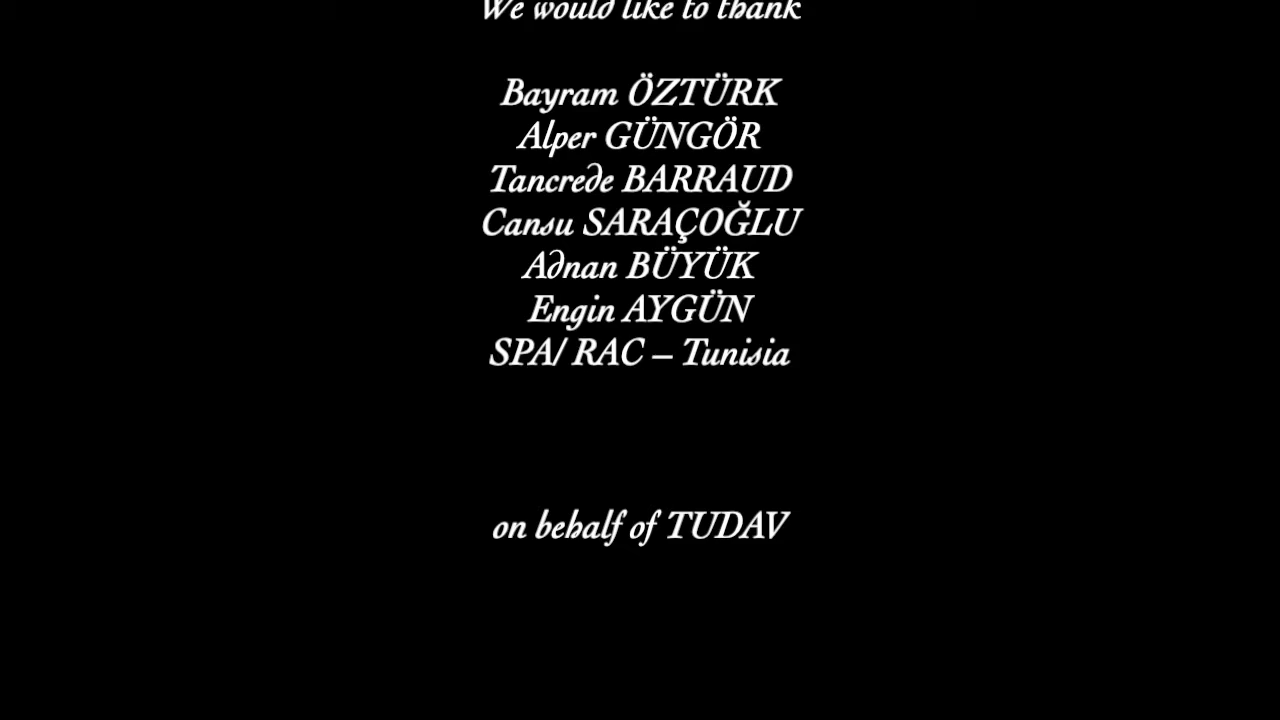 We would like to thank
Bayram ÖZTÜRK
Alper GÜNGÖR
Tancrede BARRAUD
Cansu SARAÇOĞLU
Adnan BÜYÜK
Engin AYGÜN
SPA/ RAC – Tunisia
on behalf of TUDAV